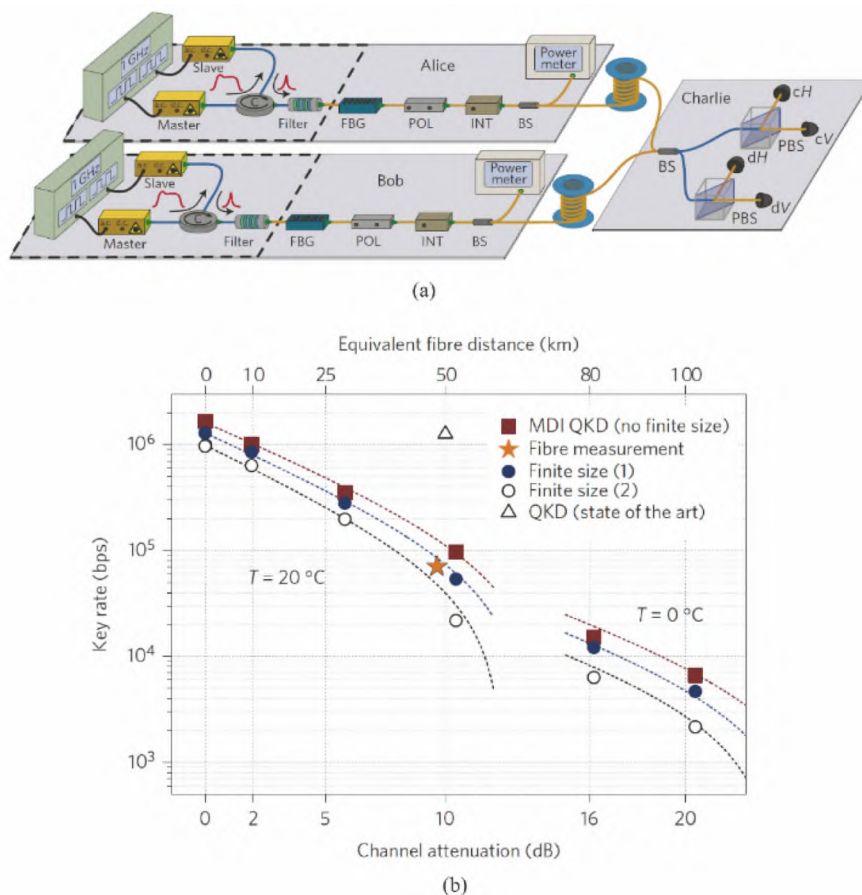 1 GHz
Slave
Master
C
Filter
FBG
POL
INT
BS
Alice
Power
meter
1 GHz
Slave
Master
C
Filter
FBG
POL
INT
BS
Bob
Power
meter
Charlie
BS
cH
PBS
cV
dH
PBS
dV
(a)
Equivalent fibre distance (km)
0 10 25 50 80 100
MDI QKD (no finite size)
Fibre measurement
Finite size (1)
Finite size (2)
QKD (state of the art)
T = 20 °C
T = 0 °C
Key rate (bps)
10⁶
10⁵
10⁴
10³
0 2 5 10 16 20
Channel attenuation (dB)
(b)